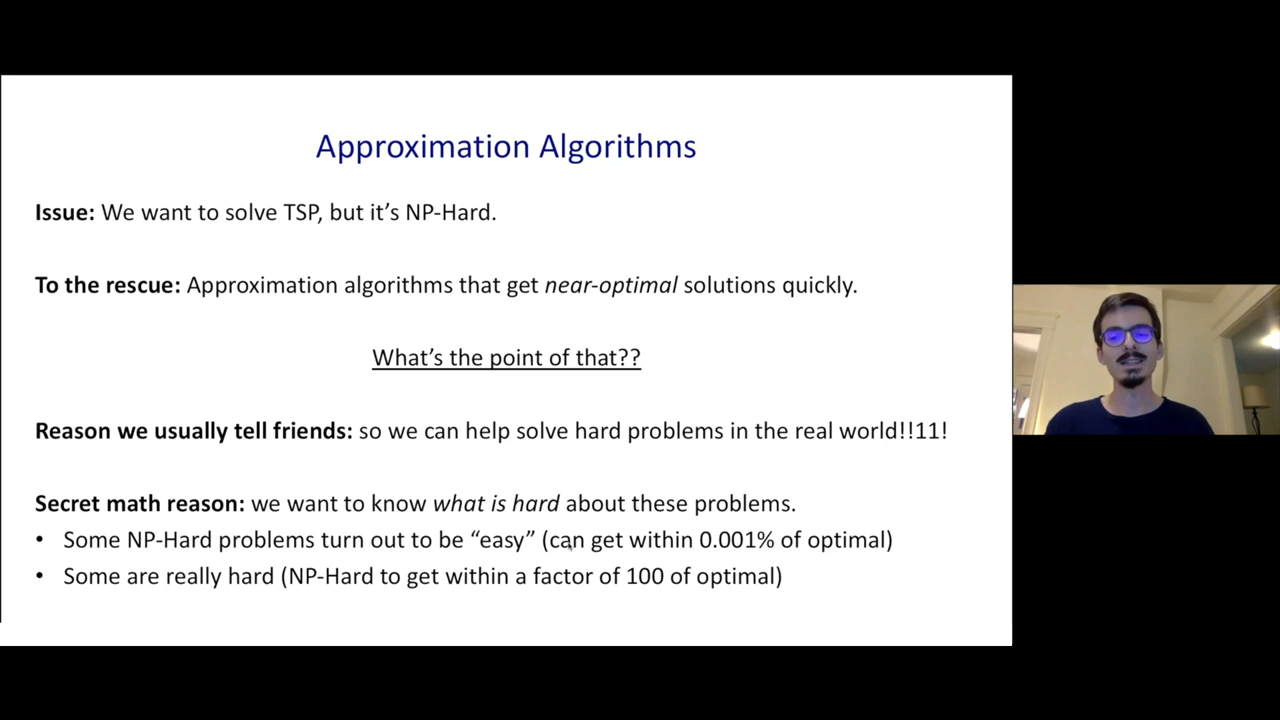 Approximation Algorithms
Issue: We want to solve TSP, but it’s NP-Hard.
To the rescue: Approximation algorithms that get near-optimal solutions quickly.
What’s the point of that??
Reason we usually tell friends: so we can help solve hard problems in the real world!!11!
Secret math reason: we want to know what is hard about these problems.
• Some NP-Hard problems turn out to be “easy” (can get within 0.001% of optimal)
• Some are really hard (NP-Hard to get within a factor of 100 of optimal)